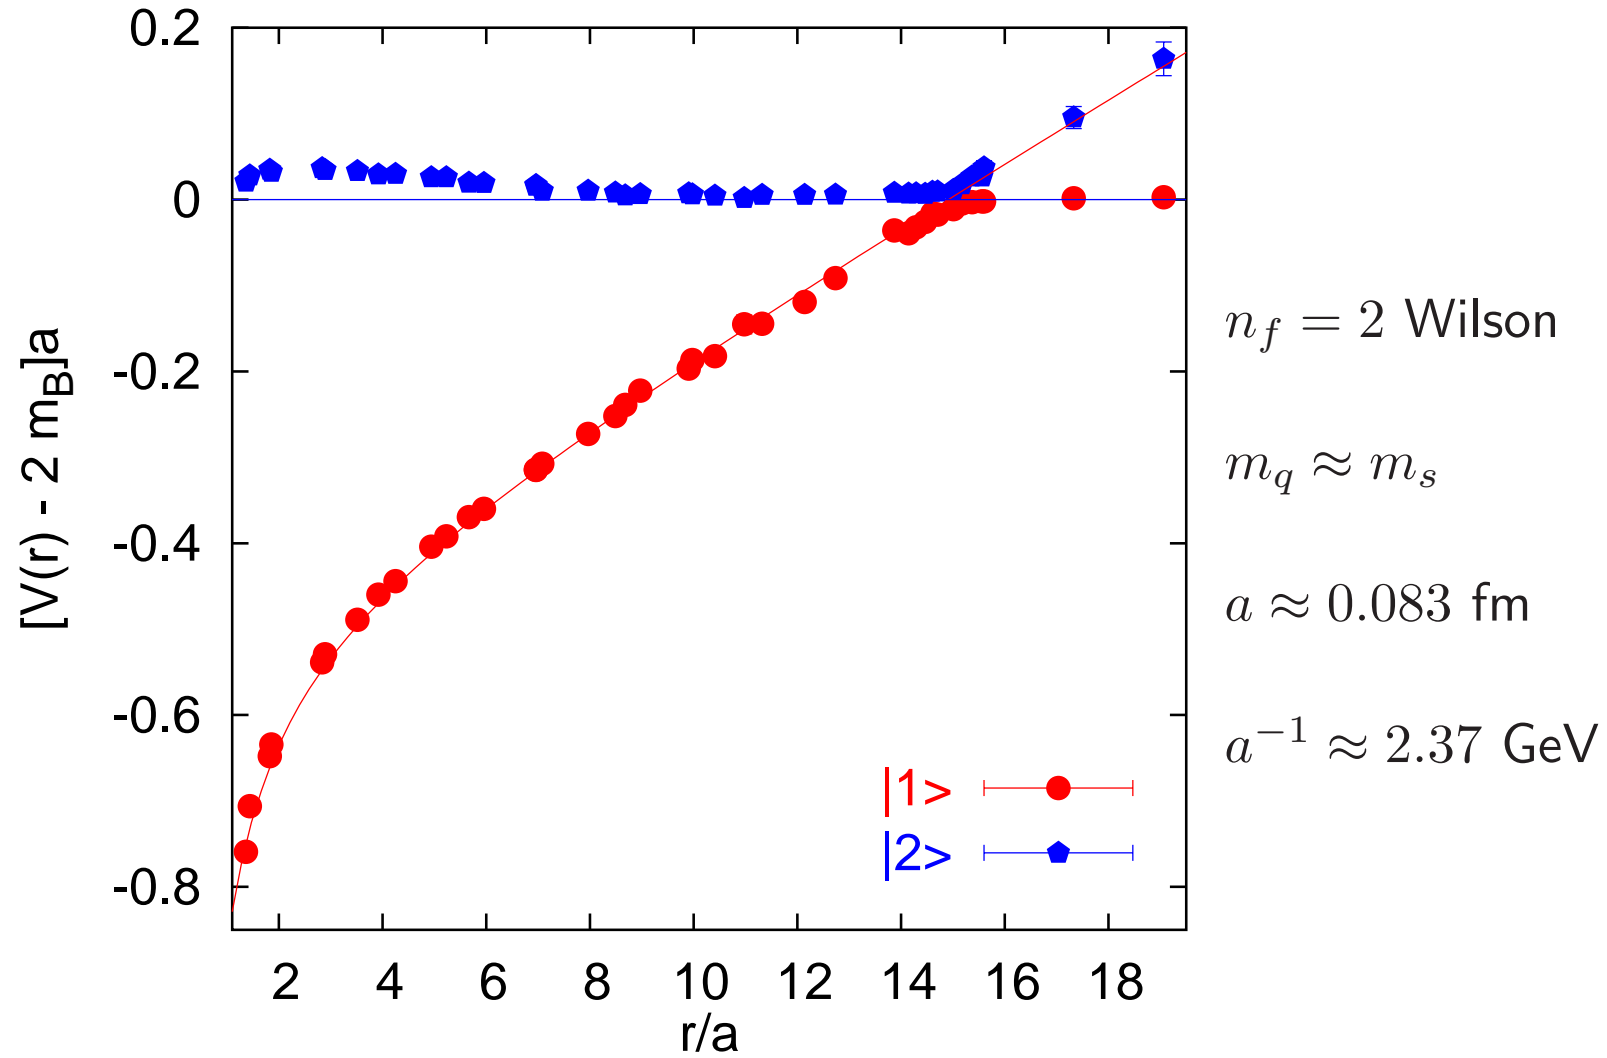 0.2
0
-0.2
-0.4
-0.6
-0.8
[V(r) - 2 m_B]a
2 4 6 8 10 12 14 16 18
r/a
|1>
|2>
n_f = 2 Wilson
m_q ≈ m_s
a ≈ 0.083 fm
a⁻¹ ≈ 2.37 GeV